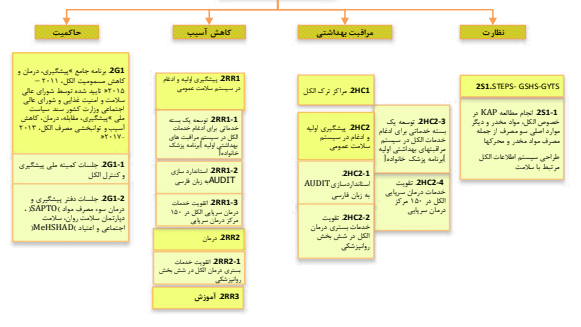 حاکمیت
کاهش آسیب
مراقبت بهداشتی
نظارت
2G1. برنامه جامع «پیشگیری، درمان و
کاهش مسمومیت الکل، ۲۰۱۱ –
۲۰۱۵» تایید شده توسط شورای عالی
سلامت و امنیت غذایی و شورای عالی
اجتماعی وزارت کشور سند سیاست
ملی «پیشگیری، مقابله، درمان، کاهش
آسیب و توانبخشی مصرف الکل، ۲۰۱۳
-۲۰۱۷»
2G1-1. جلسات کمیته ملی پیشگیری
و کنترل الکل
2G1-2. جلسات دفتر پیشگیری و
درمان سوء مصرف مواد )SAPTO( ،
دپارتمان سلامت روان، سلامت
اجتماعی و اعتیاد )MeHSHAD(
2RR1. پیشگیری اولیه و ادغام
در سیستم سلامت عمومی
2RR1-1. توسعه یک بسته
خدماتی برای ادغام خدمات
الکل در سیستم مراقبت های
بهداشتی اولیه [برنامه پزشک
خانواده]
2RR1-2. استاندارد سازی
AUDIT به زبان فارسی
2RR1-3. تقویت خدمات
درمان سرپایی الکل در ۱۵۰
مرکز درمان سرپایی
2RR2. درمان
2RR2-1. تقویت خدمات
بستری درمان الکل در شش بخش
روانپزشکی
2RR3. آموزش
2HC1. مراکز ترک الکل
2HC2. پیشگیری اولیه
و ادغام در سیستم
سلامت عمومی
2HC2-1.
استانداردسازی AUDIT
به زبان فارسی
2HC2-2. تقویت
خدمات بستری درمان
الکل در شش بخش
روانپزشکی
2HC2-3. توسعه یک
بسته خدماتی برای ادغام
خدمات الکل در سیستم
مراقبتهای بهداشتی اولیه
[برنامه پزشک خانواده]
2HC2-4. تقویت
خدمات درمان سرپایی
الکل در ۱۵۰ مرکز
درمان سرپایی
2S1.STEPS- GSHS-GYTS
2S1-1. انجام مطالعه KAP در
خصوص الکل، مواد مخدر و دیگر
موارد اصلی سو مصرف از جمله
مصرف مواد مخدر و محرکها
طراحی سیستم اطلاعات الکل
مرتبط با سلامت